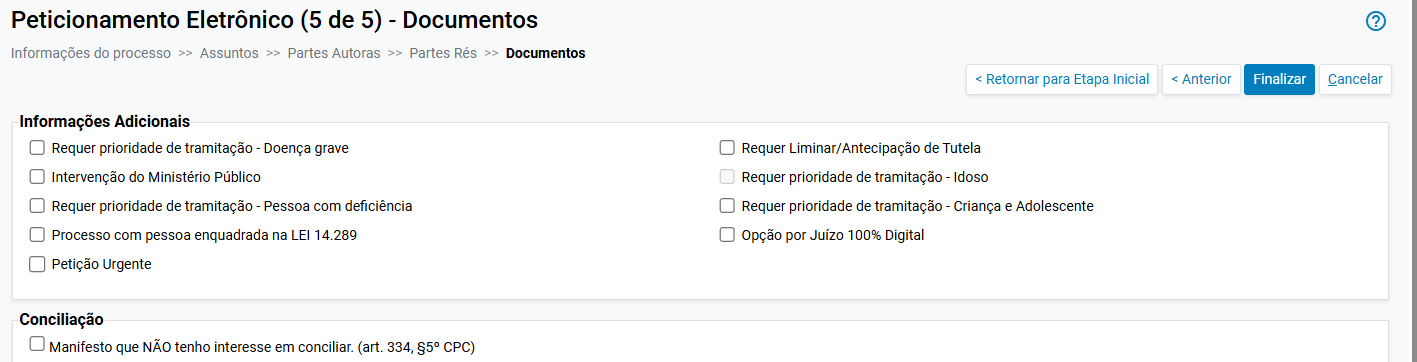 Peticionamento Eletrônico (5 de 5) - Documentos
Informações do processo >> Assuntos >> Partes Autoras >> Partes Rés >> Documentos
< Retornar para Etapa Inicial < Anterior Finalizar Cancelar
Informações Adicionais
Requer prioridade de tramitação - Doença grave Requer Liminar/Antecipação de Tutela
Intervenção do Ministério Público Requer prioridade de tramitação - Idoso
Requer prioridade de tramitação - Pessoa com deficiência Requer prioridade de tramitação - Criança e Adolescente
Processo com pessoa enquadrada na LEI 14.289 Opção por Juízo 100% Digital
Petição Urgente
Conciliação
Manifesto que NÃO tenho interesse em conciliar. (art. 334, §5º CPC)